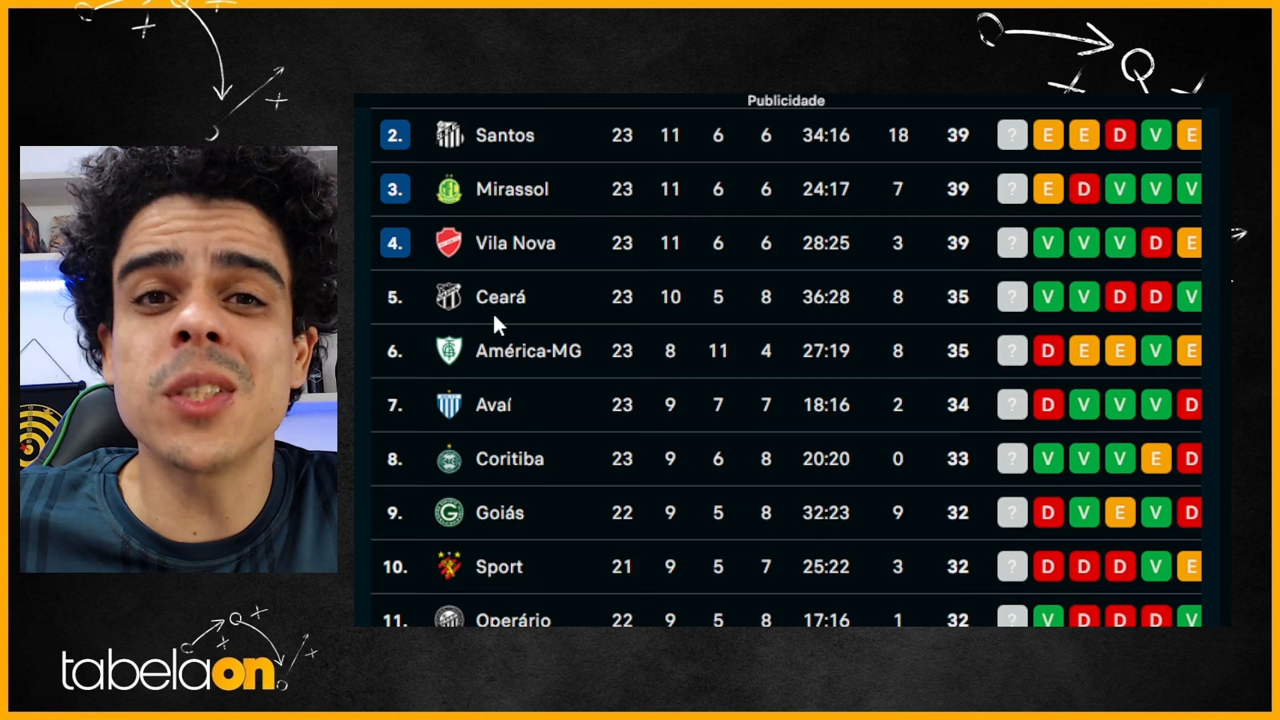 Publicidade
2. Santos 23 11 6 6 34:16 18 39 ? E E D V E
3. Mirassol 23 11 6 6 24:17 7 39 ? E D V V V
4. Vila Nova 23 11 6 6 28:25 3 39 ? V V V D E
5. Ceará 23 10 5 8 36:28 8 35 ? V V D D V
6. América-MG 23 8 11 4 27:19 8 35 ? D E E V E
7. Avaí 23 9 7 7 18:16 2 34 ? D V V V D
8. Coritiba 23 9 6 8 20:20 0 33 ? V V V E D
9. Goiás 22 9 5 8 32:23 9 32 ? D V E V D
10. Sport 21 9 5 7 25:22 3 32 ? D D D V E
11. Operário 22 9 5 8 17:16 1 32 ? V D D D V
tabelaon